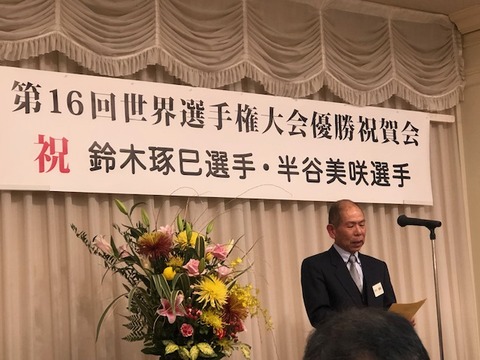 第16回世界選手権大会優勝祝賀会
祝 鈴木琢巳選手・半谷美咲選手